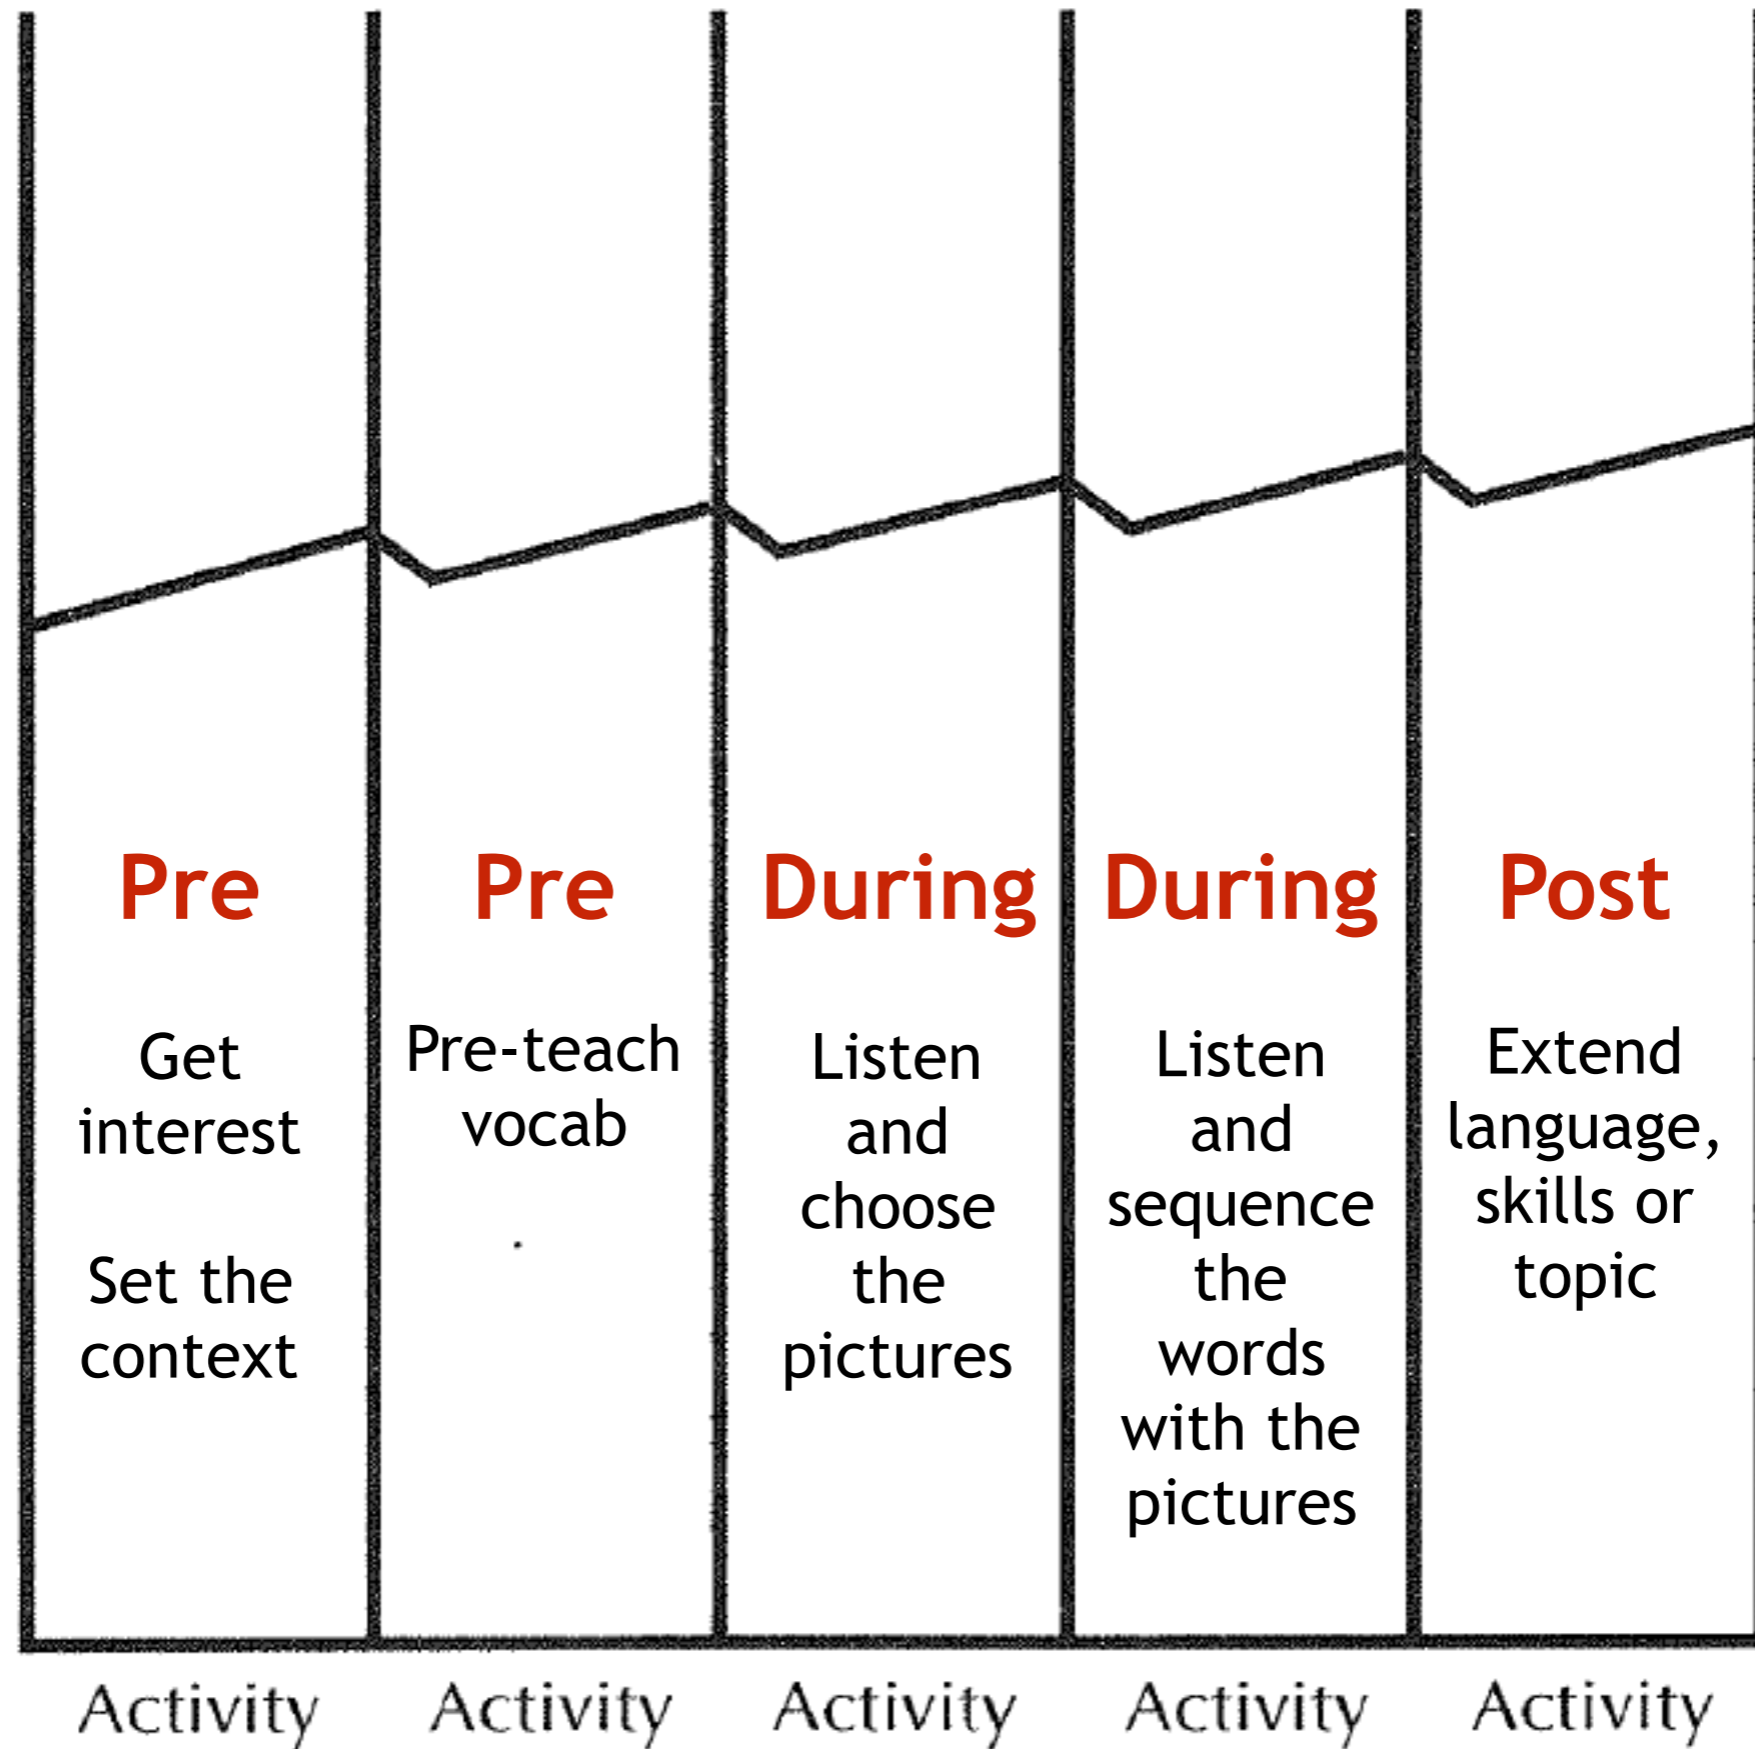 Pre
Get
interest
Set the
context
Activity
Pre
Pre-teach
vocab
Activity
During
Listen
and
choose
the
pictures
Activity
During
Listen
and
sequence
the
words
with the
pictures
Activity
Post
Extend
language,
skills or
topic
Activity